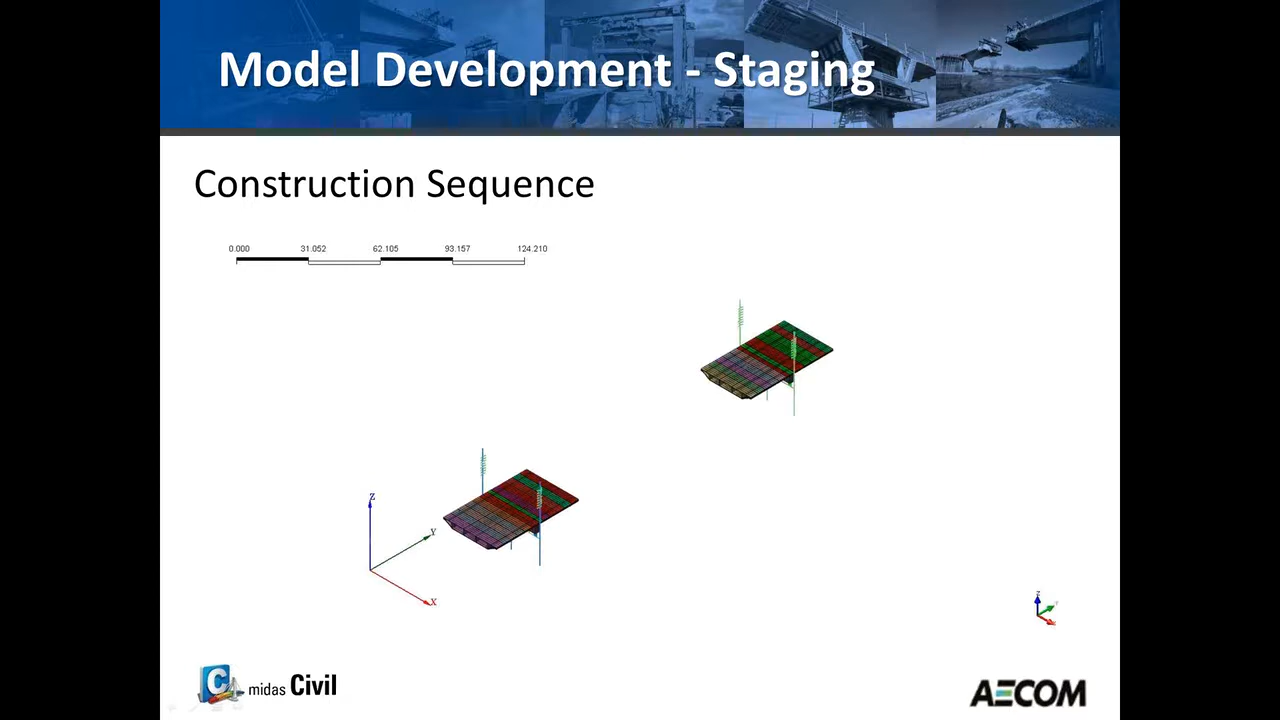 Model Development - Staging
Construction Sequence
0.000 31.052 62.105 93.157 124.210
Z
Y
X
Z
C midas Civil
AECOM